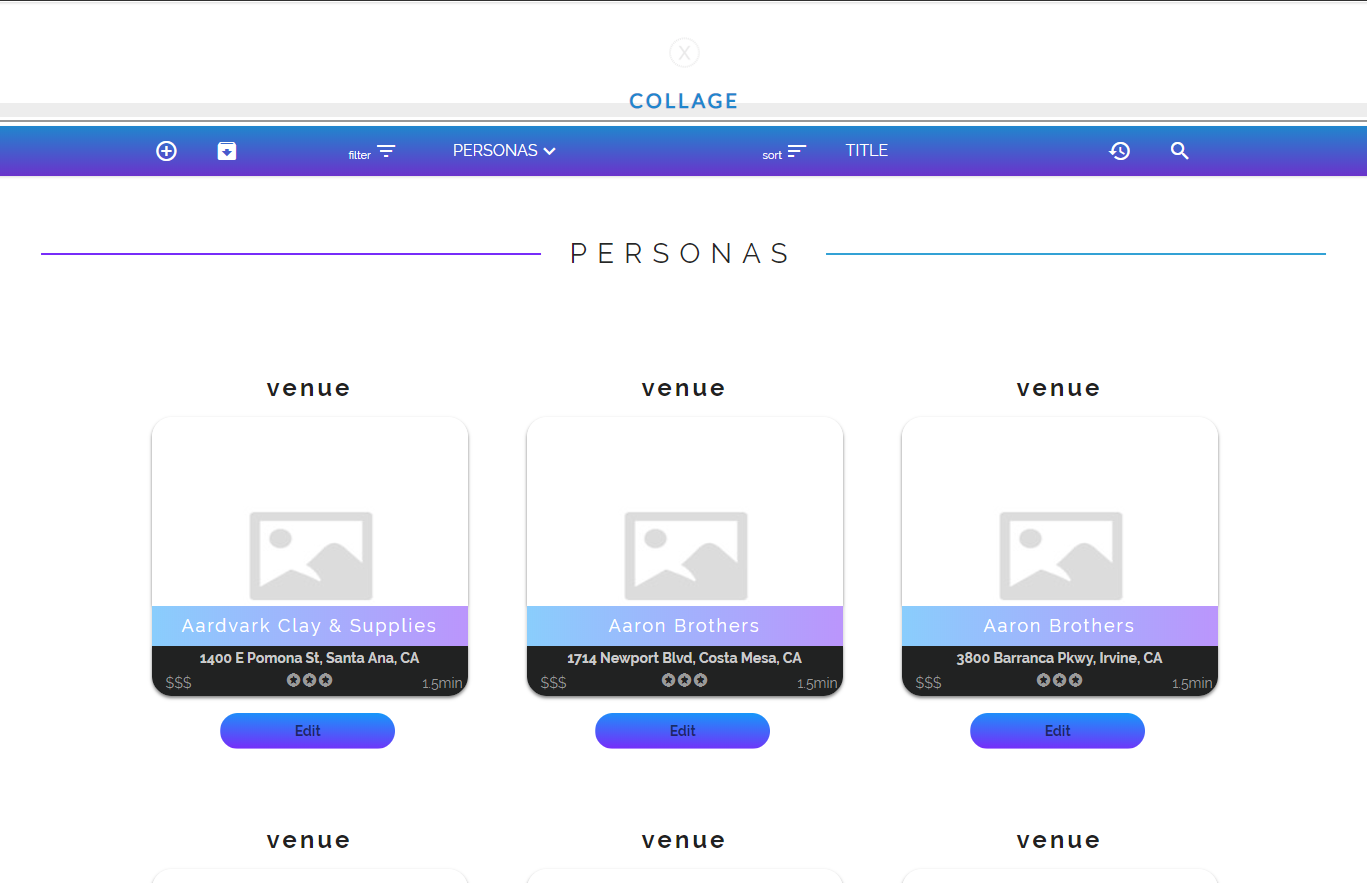 X
COLLAGE
filter PERSONAS sort TITLE
PERSONAS
venue venue venue
Aardvark Clay & Supplies Aaron Brothers Aaron Brothers
1400 E Pomona St, Santa Ana, CA 1714 Newport Blvd, Costa Mesa, CA 3800 Barranca Pkwy, Irvine, CA
$$$ 1.5min $$$ 1.5min $$$ 1.5min
Edit Edit Edit
venue venue venue